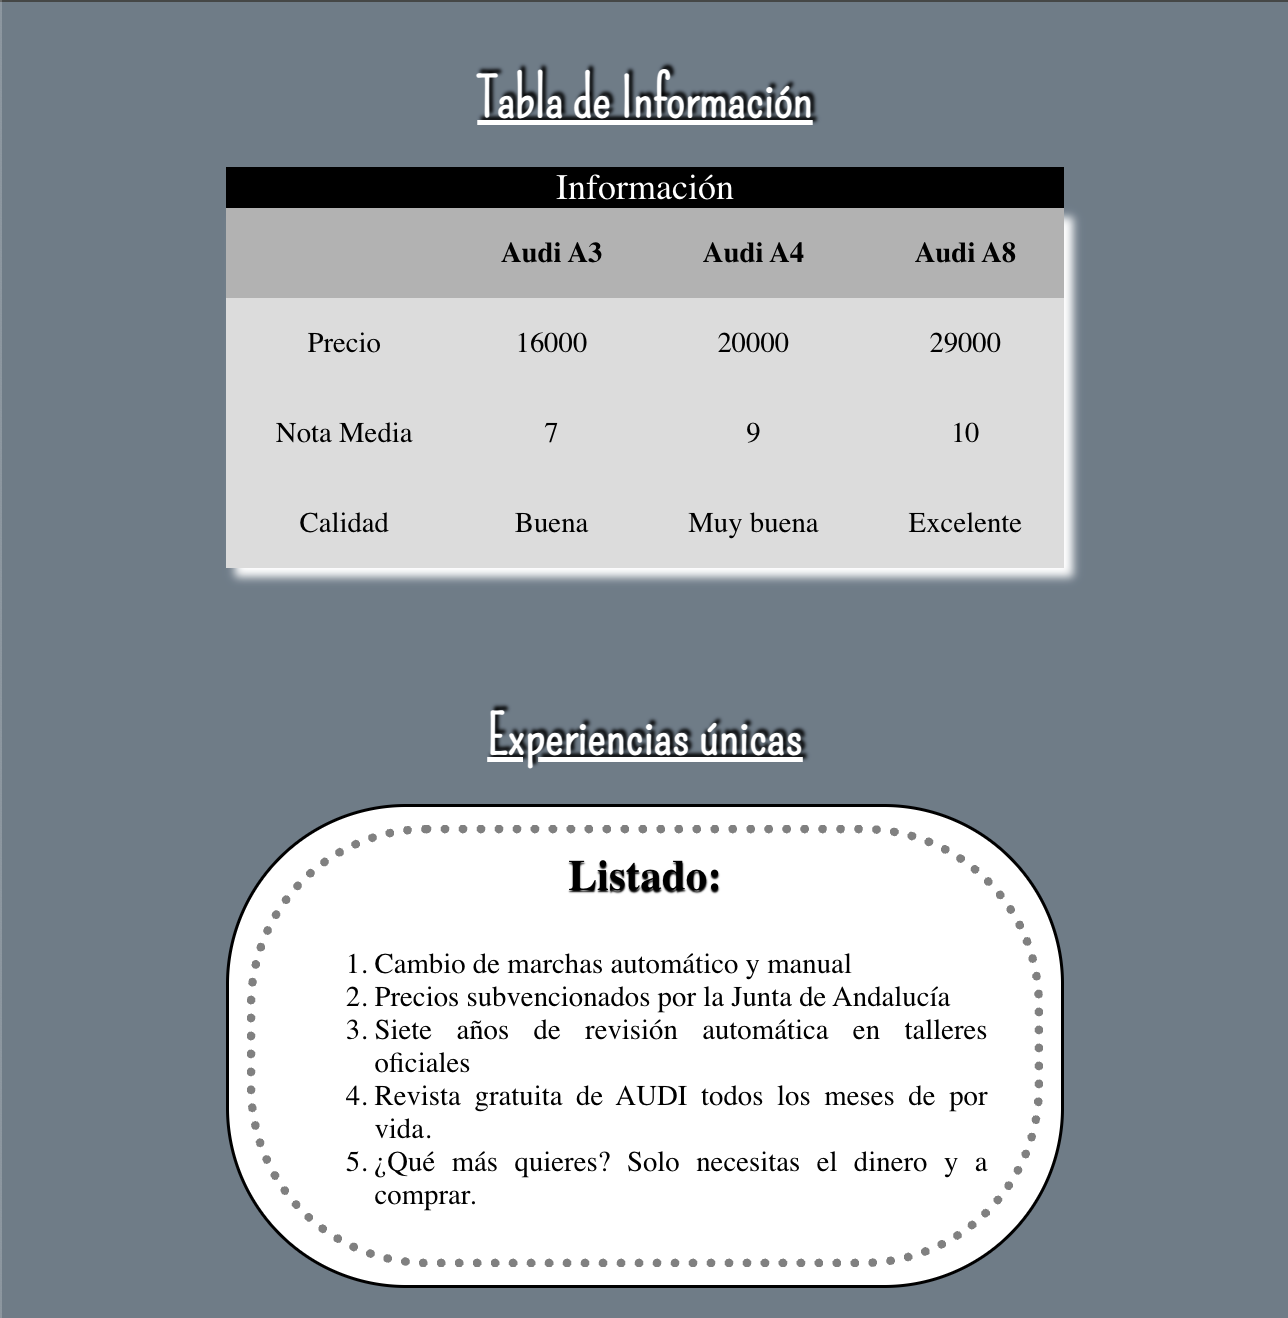 Tabla de Información
Información
Audi A3 Audi A4 Audi A8
Precio 16000 20000 29000
Nota Media 7 9 10
Calidad Buena Muy buena Excelente
Experiencias únicas
Listado:
1. Cambio de marchas automático y manual
2. Precios subvencionados por la Junta de Andalucía
3. Siete años de revisión automática en talleres
oficiales
4. Revista gratuita de AUDI todos los meses de por
vida.
5. ¿Qué más quieres? Solo necesitas el dinero y a
comprar.